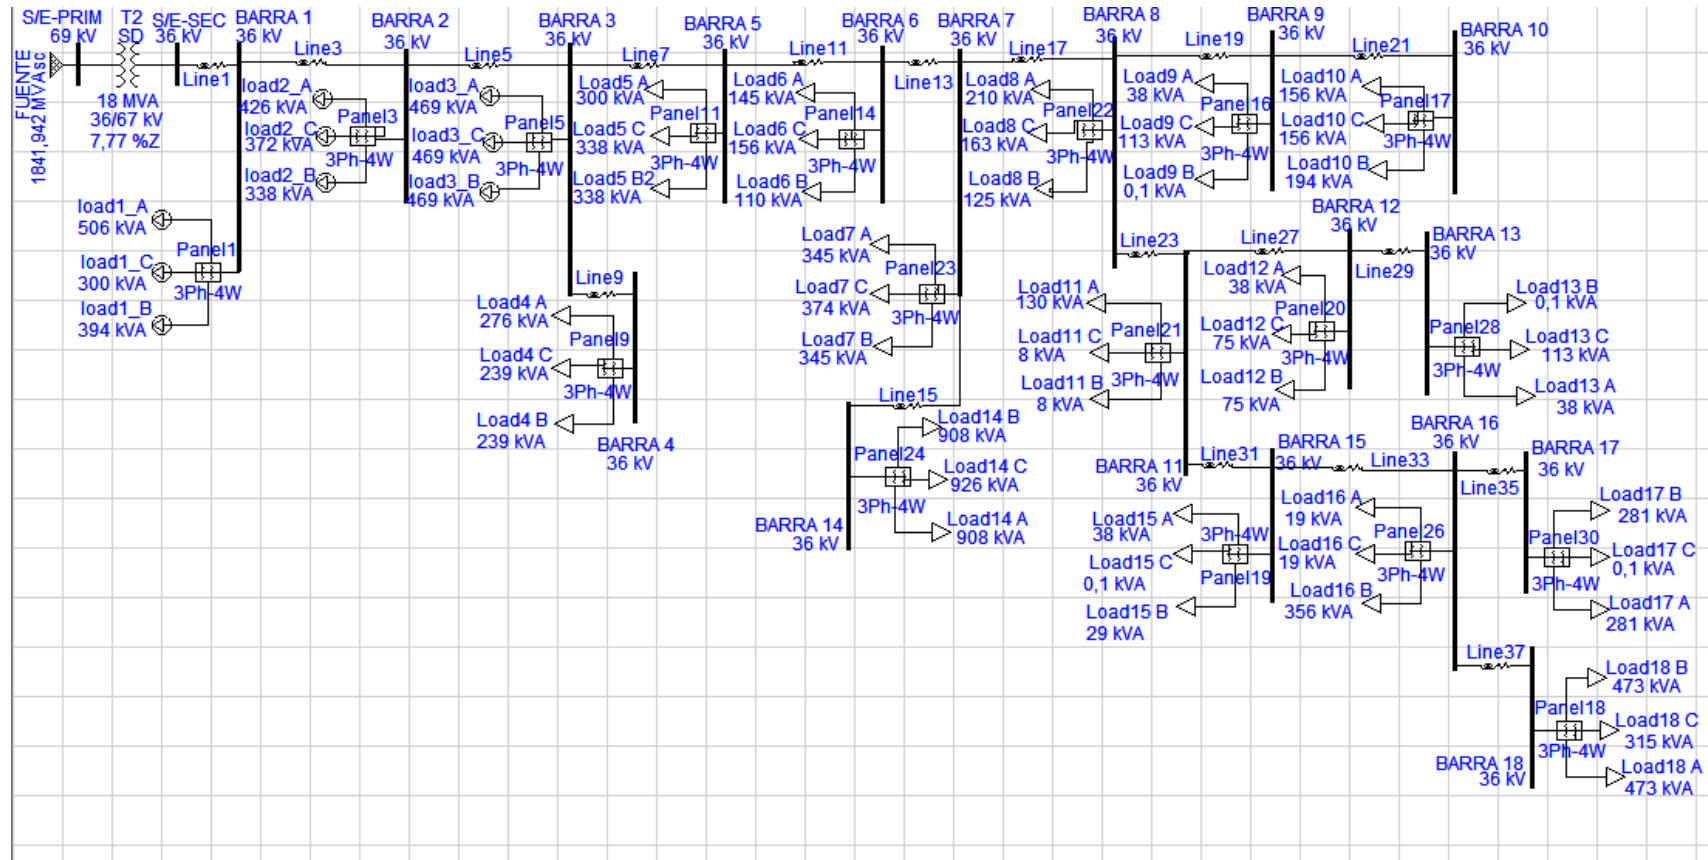 S/E-PRIM
69 kV
T2
SD
S/E-SEC
36 kV
BARRA 1
36 kV
BARRA 2
36 kV
BARRA 3
36 kV
BARRA 5
36 kV
BARRA 6
36 kV
BARRA 7
36 kV
BARRA 8
36 kV
BARRA 9
36 kV
BARRA 10
36 kV
FUENTE
1841,942 MVAsc
18 MVA
36/67 kV
7,77 %Z
Line1
Line3
Line5
Line7
Line11
Line13
Line17
Line19
Line21
load2_A
426 kVA
load2_C
372 kVA
load2_B
338 kVA
Panel3
3Ph-4W
load3_A
469 kVA
load3_C
469 kVA
load3_B
469 kVA
Panel5
3Ph-4W
Load5 A
300 kVA
Load5 C
338 kVA
Load5 B2
338 kVA
Panel11
3Ph-4W
Load6 A
145 kVA
Load6 C
156 kVA
Load6 B
110 kVA
Panel14
3Ph-4W
Load8 A
210 kVA
Load8 C
163 kVA
Load8 B
125 kVA
Panel22
3Ph-4W
Load9 A
38 kVA
Load9 C
113 kVA
Load9 B
0,1 kVA
Panel16
3Ph-4W
Load10 A
156 kVA
Load10 C
156 kVA
Load10 B
194 kVA
Panel17
3Ph-4W
load1_A
506 kVA
load1_C
300 kVA
load1_B
394 kVA
Panel1
3Ph-4W
Line9
Load4 A
276 kVA
Load4 C
239 kVA
Load4 B
239 kVA
Panel9
3Ph-4W
BARRA 4
36 kV
Load7 A
345 kVA
Load7 C
374 kVA
Load7 B
345 kVA
Panel23
3Ph-4W
Line15
Load14 B
908 kVA
Load14 C
926 kVA
Load14 A
908 kVA
Panel24
3Ph-4W
BARRA 14
36 kV
Line23
Line27
BARRA 12
36 kV
Line29
BARRA 13
36 kV
Load11 A
130 kVA
Load11 C
8 kVA
Load11 B
8 kVA
Panel21
3Ph-4W
Load12 A
38 kVA
Load12 C
75 kVA
Load12 B
75 kVA
Panel20
3Ph-4W
Load13 B
0,1 kVA
Load13 C
113 kVA
Load13 A
38 kVA
Panel28
3Ph-4W
BARRA 11
36 kV
Line31
BARRA 15
36 kV
Line33
BARRA 16
36 kV
Line35
BARRA 17
36 kV
Load15 A
38 kVA
Load15 C
0,1 kVA
Load15 B
29 kVA
3Ph-4W
Panel19
Load16 A
19 kVA
Load16 C
19 kVA
Load16 B
356 kVA
Panel26
3Ph-4W
Load17 B
281 kVA
Load17 C
0,1 kVA
Load17 A
281 kVA
Panel30
3Ph-4W
Line37
Load18 B
473 kVA
Load18 C
315 kVA
Load18 A
473 kVA
Panel18
3Ph-4W
BARRA 18
36 kV